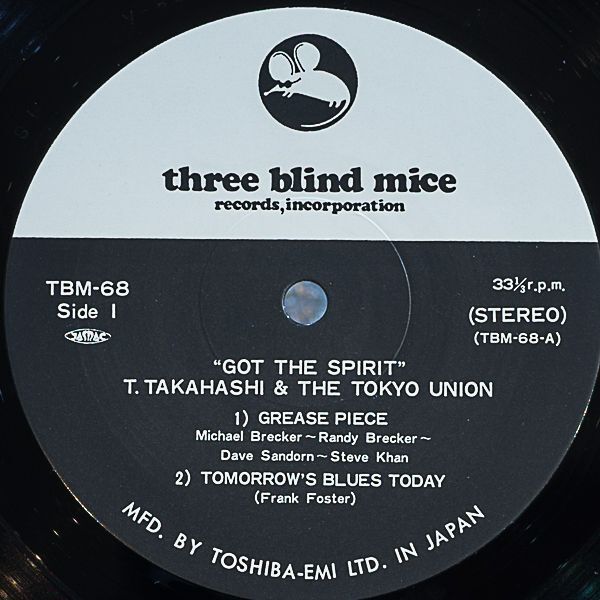 three blind mice
records, incorporation
TBM-68
Side 1
JASRAC
33⅓r.p.m.
(STEREO)
(TBM-68-A)
"GOT THE SPIRIT"
T. TAKAHASHI & THE TOKYO UNION
1) GREASE PIECE
Michael Brecker~Randy Brecker~
Dave Sandorn~Steve Khan
2) TOMORROW'S BLUES TODAY
(Frank Foster)
MFD. BY TOSHIBA-EMI LTD. IN JAPAN